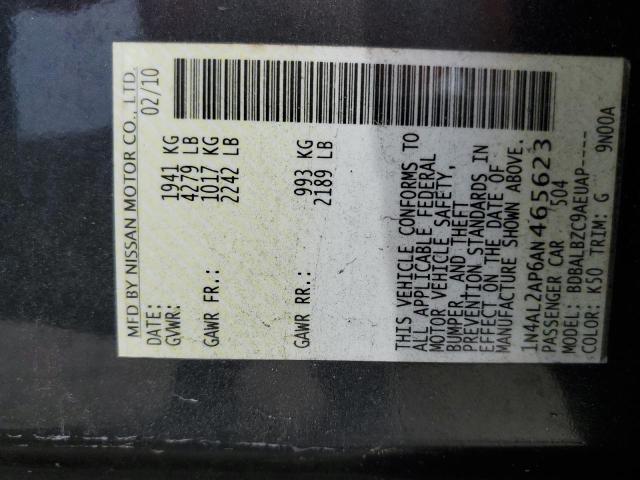 MFD BY NISSAN MOTOR CO., LTD.
DATE: 02/10
GVWR: 1941 KG
4279 LB
GAWR FR.: 1017 KG
2242 LB
GAWR RR.: 993 KG
2189 LB
THIS VEHICLE CONFORMS TO
ALL APPLICABLE FEDERAL
MOTOR VEHICLE SAFETY,
BUMPER, AND THEFT
PREVENTION STANDARDS IN
EFFECT ON THE DATE OF
MANUFACTURE SHOWN ABOVE.
1N4AL2AP6AN465623
PASSENGER CAR 504
MODEL: BDBALBZC9AEUAP-----
COLOR: K50 TRIM: G 9N00A